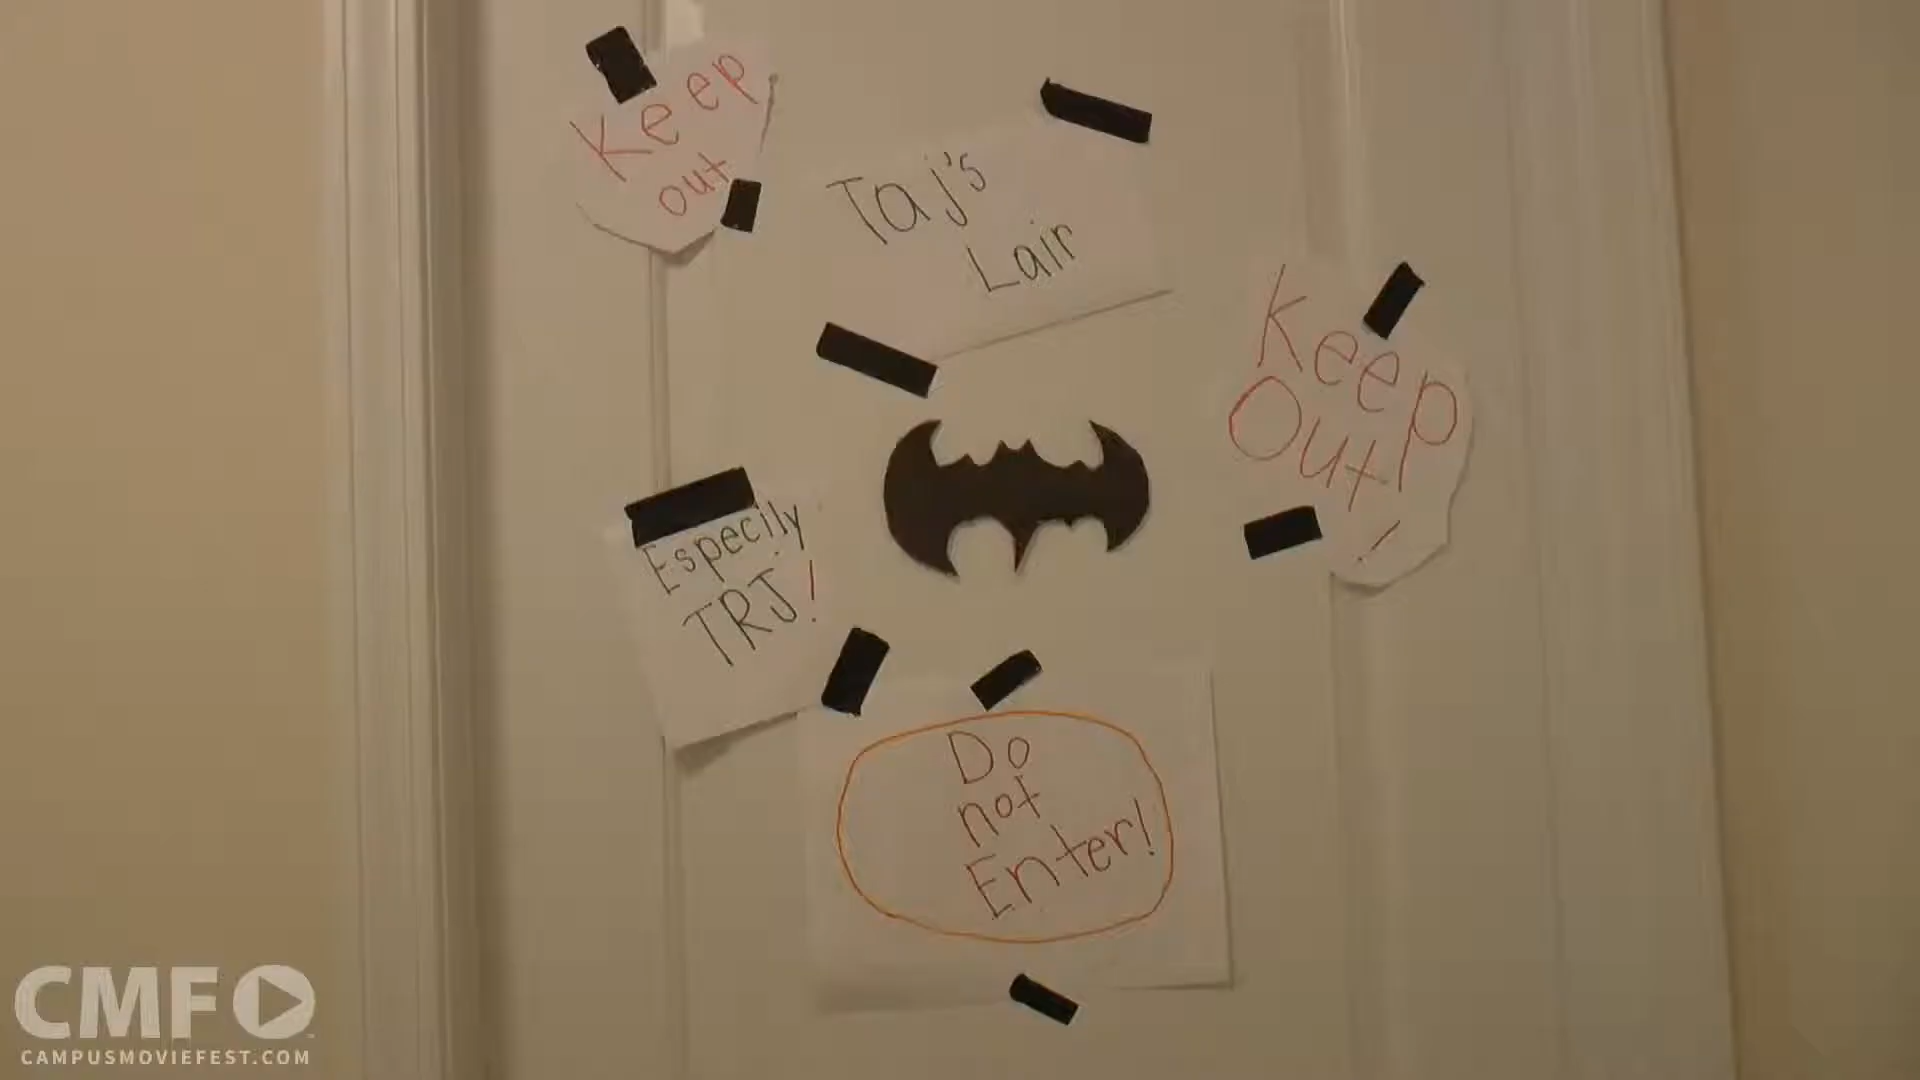 Keep
out
Taj's
Lair
Keep
Out!
Especily
TRJ!
Do
not
Enter!
CMF
CAMPUSMOVIEFEST.COM